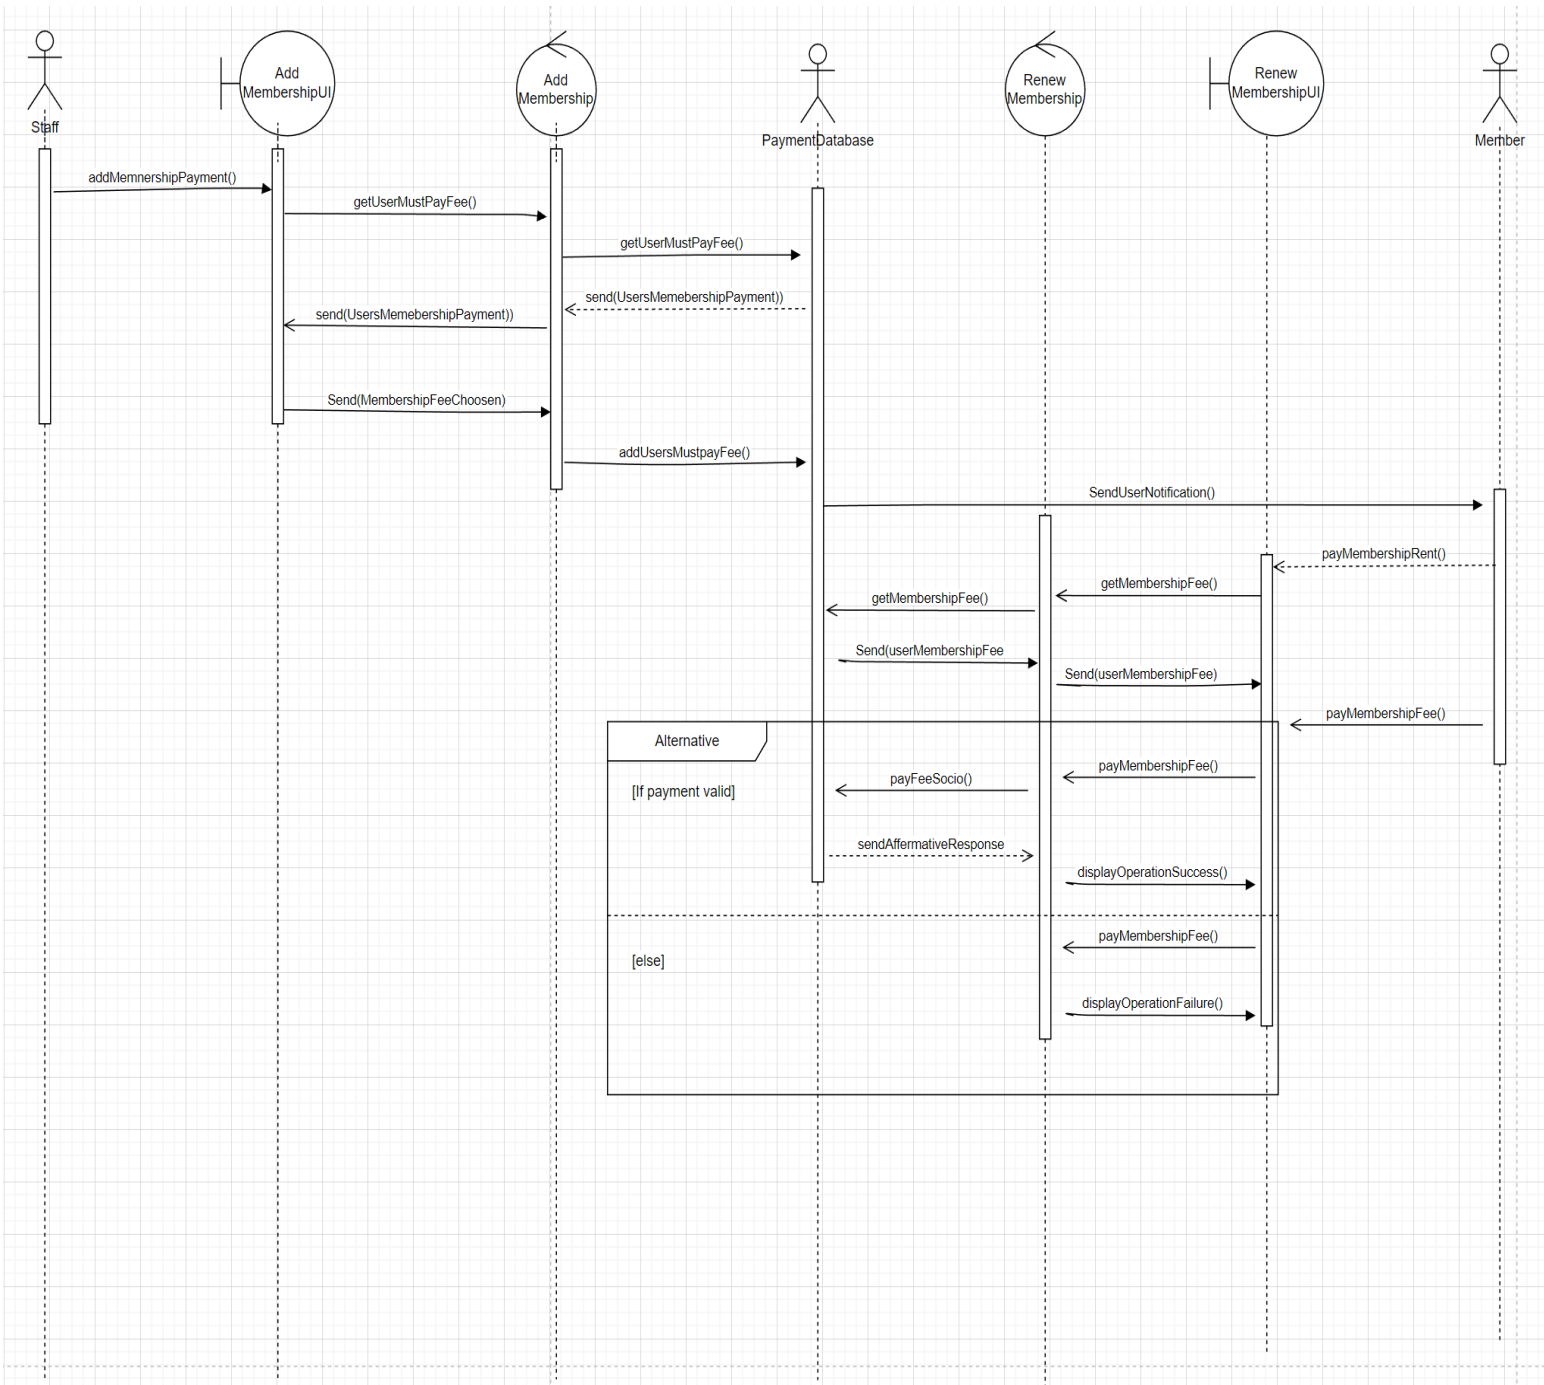 Add
MembershipUI
Add
Membership
Renew
Membership
Renew
MembershipUI
Staff
PaymentDatabase
Member
addMemnershipPayment()
getUserMustPayFee()
getUserMustPayFee()
send(UsersMemebershipPayment))
send(UsersMemebershipPayment))
Send(MembershipFeeChoosen)
addUsersMustpayFee()
SendUserNotification()
payMembershipRent()
getMembershipFee()
getMembershipFee()
Send(userMembershipFee
Send(userMembershipFee)
payMembershipFee()
Alternative
payMembershipFee()
payFeeSocio()
[If payment valid]
sendAffermativeResponse
displayOperationSuccess()
payMembershipFee()
[else]
displayOperationFailure()